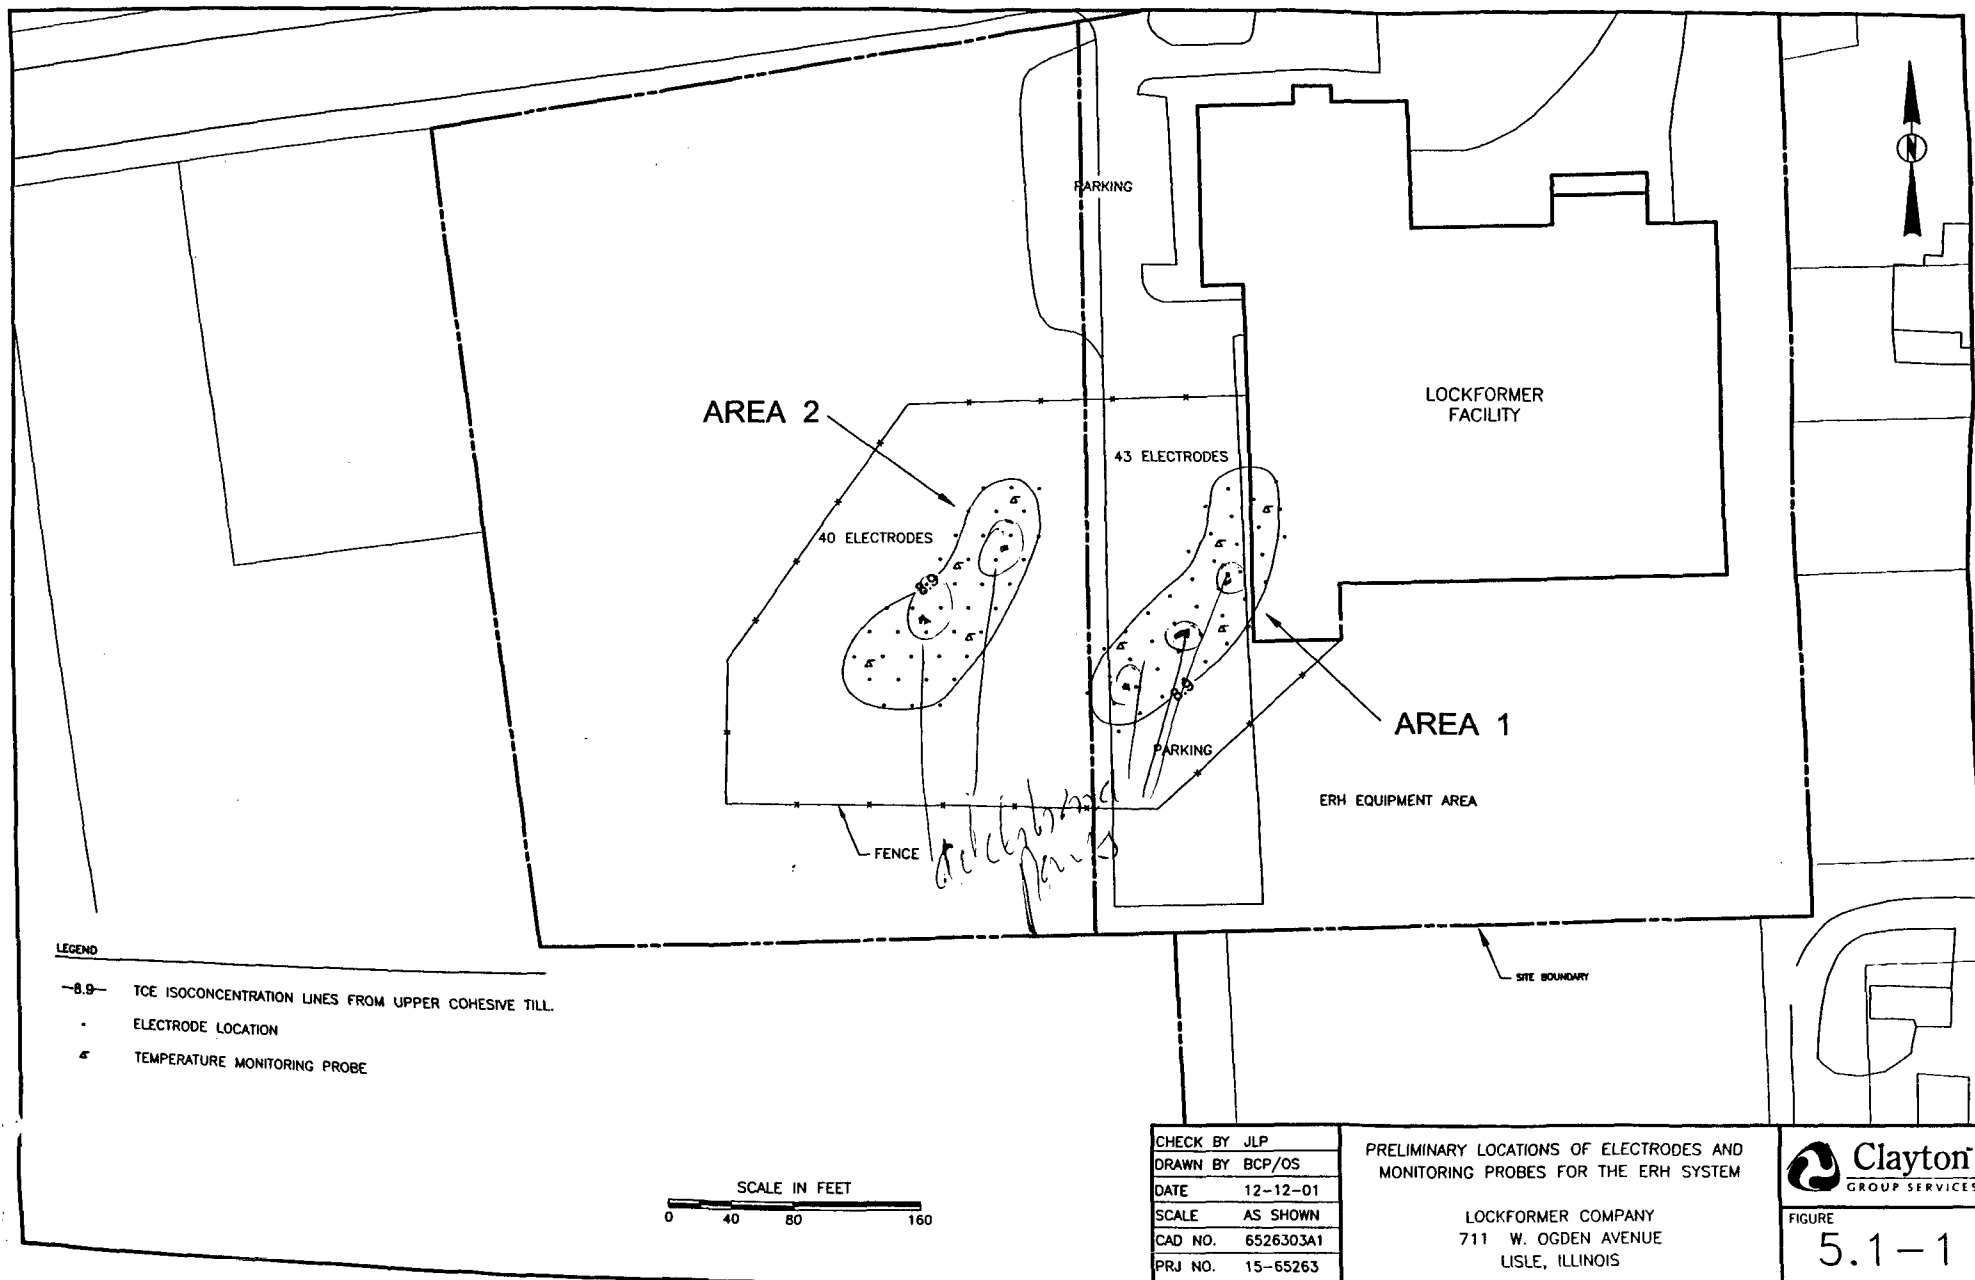 PARKING
N
LOCKFORMER
FACILITY
AREA 2
43 ELECTRODES
40 ELECTRODES
8.9
8.9
AREA 1
PARKING
ERH EQUIPMENT AREA
FENCE
SITE BOUNDARY
LEGEND
8.9 TCE ISOCONCENTRATION LINES FROM UPPER COHESIVE TILL.
ELECTRODE LOCATION
TEMPERATURE MONITORING PROBE
SCALE IN FEET
0 40 80 160
CHECK BY JLP
DRAWN BY BCP/OS
DATE 12-12-01
SCALE AS SHOWN
CAD NO. 6526303A1
PRJ NO. 15-65263
PRELIMINARY LOCATIONS OF ELECTRODES AND
MONITORING PROBES FOR THE ERH SYSTEM
LOCKFORMER COMPANY
711 W. OGDEN AVENUE
LISLE, ILLINOIS
Clayton
GROUP SERVICES
FIGURE
5.1-1